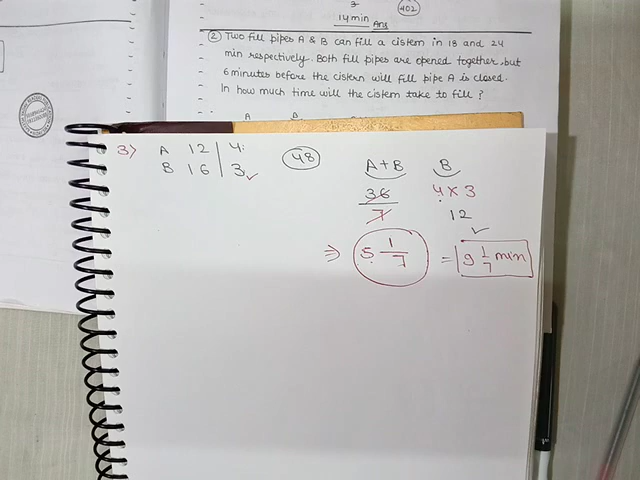 402
14 min Ans
② Two fill pipes A & B can fill a cistern in 18 and 24
min respectively. Both fill pipes are opened together, but
6 minutes before the cistern will fill pipe A is closed.
In how much time will the cistern take to fill ?
A B
3> A 12 | 4
B 16 | 3 ✓
48
A+B B
36/7 4 x 3
12
✓
⇒ 5 1/7 = 9 1/7 min